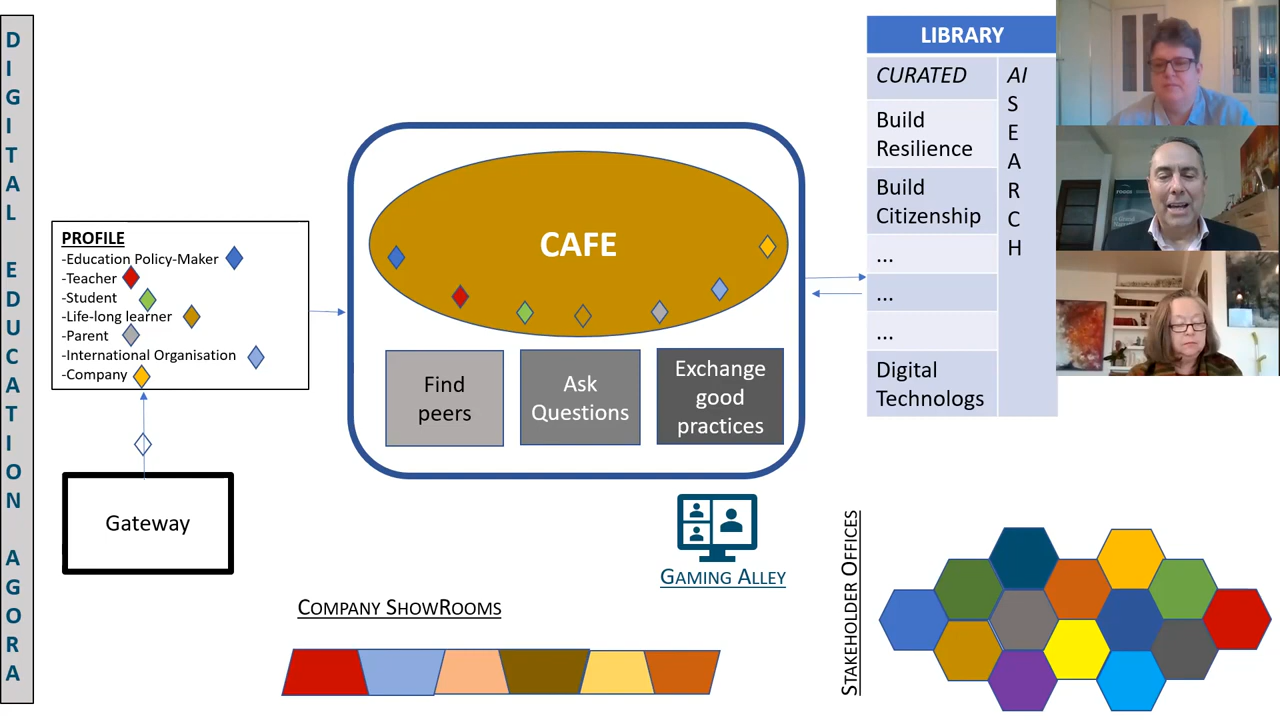 DIGITAL EDUCATION AGORA
PROFILE
-Education Policy-Maker
-Teacher
-Student
-Life-long learner
-Parent
-International Organisation
-Company
Gateway
CAFE
Find
peers
Ask
Questions
Exchange
good
practices
LIBRARY
CURATED
Build
Resilience
Build
Citizenship
...
...
...
Digital
Technologs
AI
SEARCH
GAMING ALLEY
COMPANY SHOWROOMS
STAKEHOLDER OFFICES